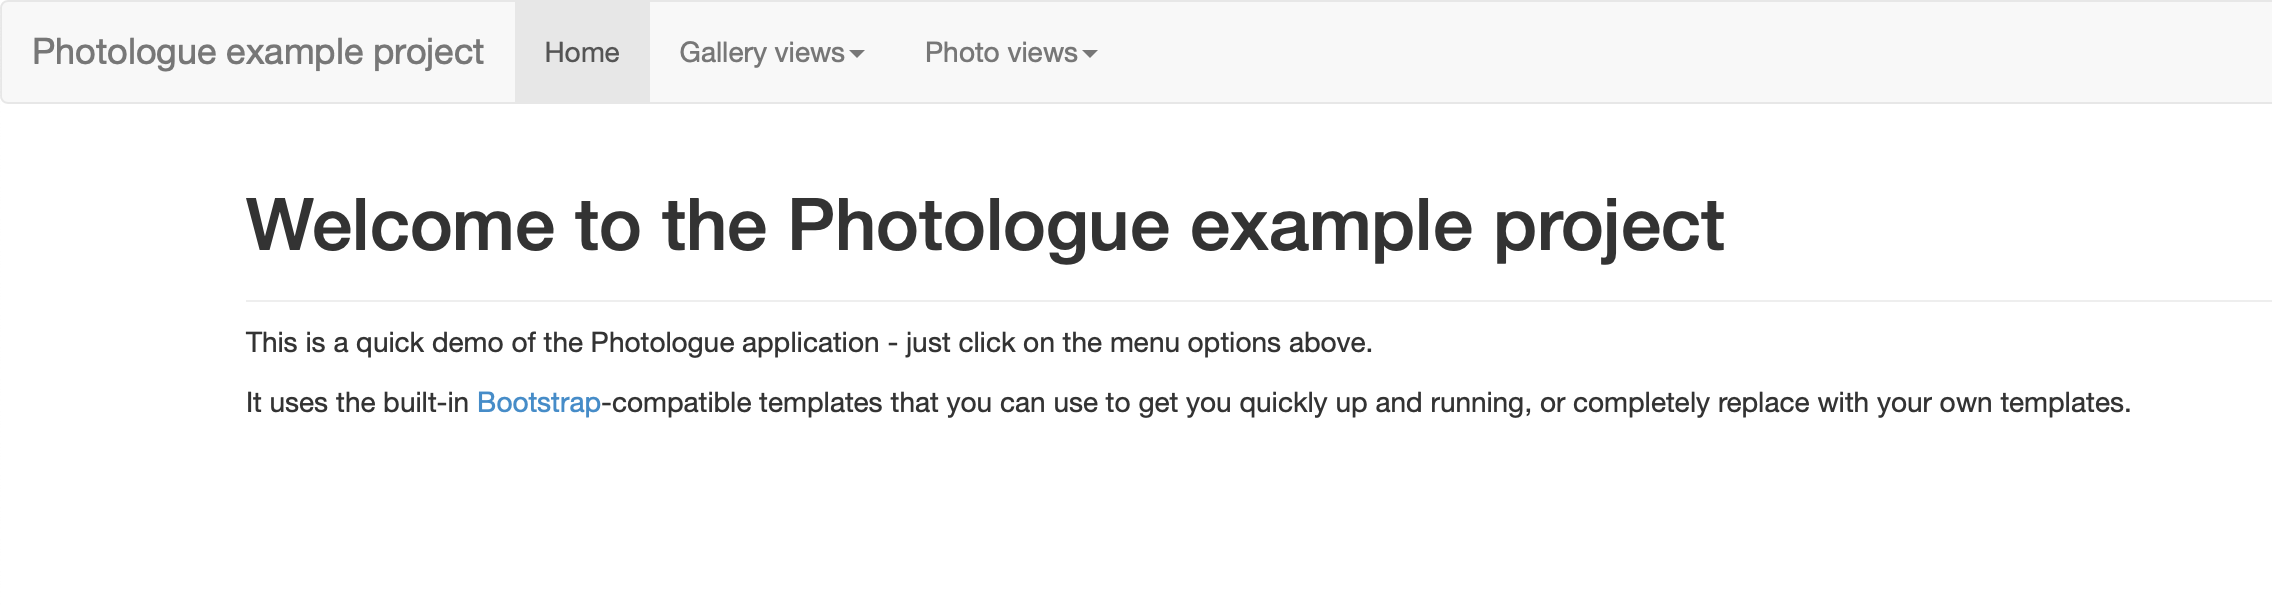 Photologue example project Home Gallery views Photo views
Welcome to the Photologue example project
This is a quick demo of the Photologue application - just click on the menu options above.
It uses the built-in Bootstrap-compatible templates that you can use to get you quickly up and running, or completely replace with your own templates.